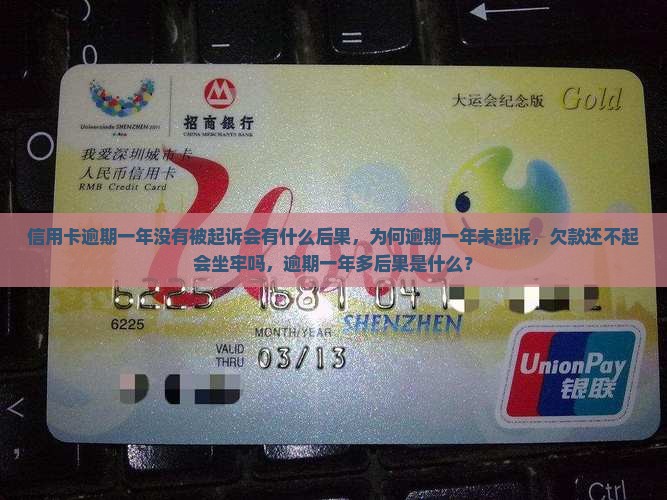 大运会纪念版 Gold
Universiade SHENZHEN 2011
招商银行
CHINA MERCHANTS BANK
我爱深圳城市卡
人民币信用卡
RMB Credit Card
信用卡逾期一年没有被起诉会有什么后果，为何逾期一年未起诉，欠款还不起
会坐牢吗，逾期一年多后果是什么？
6225
SHENZHEN
MONTH/YEAR
VALID
THRU
03/13
UnionPay
银联
Ctrl